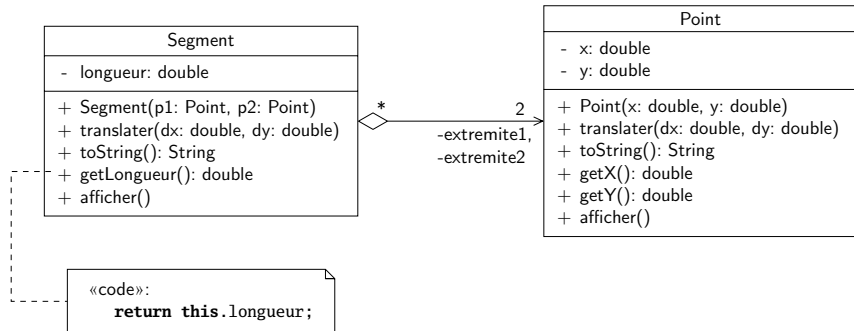 Segment
- longueur: double
+ Segment(p1: Point, p2: Point)
+ translater(dx: double, dy: double)
+ toString(): String
+ getLongueur(): double
+ afficher()
* 2
-extremite1,
-extremite2
Point
- x: double
- y: double
+ Point(x: double, y: double)
+ translater(dx: double, dy: double)
+ toString(): String
+ getX(): double
+ getY(): double
+ afficher()
«code»:
return this.longueur;